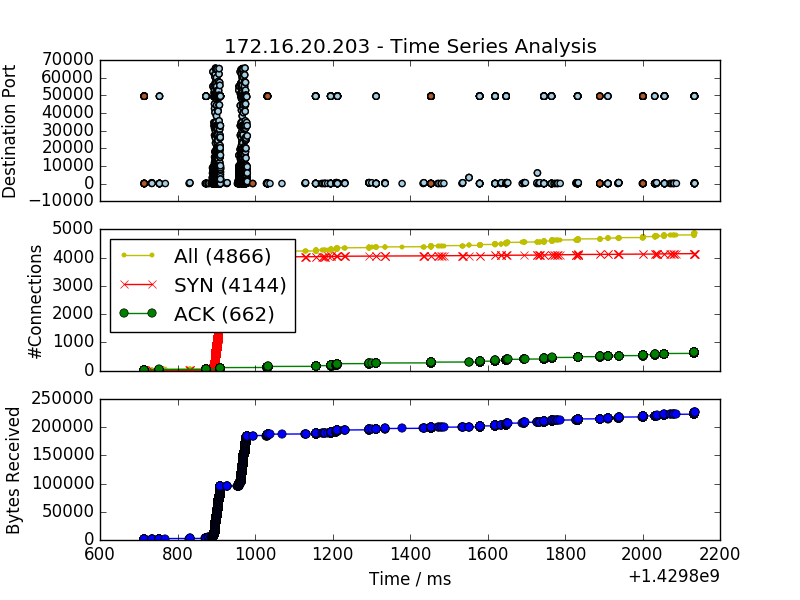 172.16.20.203 - Time Series Analysis
Destination Port
70000
60000
50000
40000
30000
20000
10000
0
−10000
#Connections
5000
4000
3000
2000
1000
0
All (4866)
SYN (4144)
ACK (662)
Bytes Received
250000
200000
150000
100000
50000
0
600 800 1000 1200 1400 1600 1800 2000 2200
Time / ms
+1.4298e9